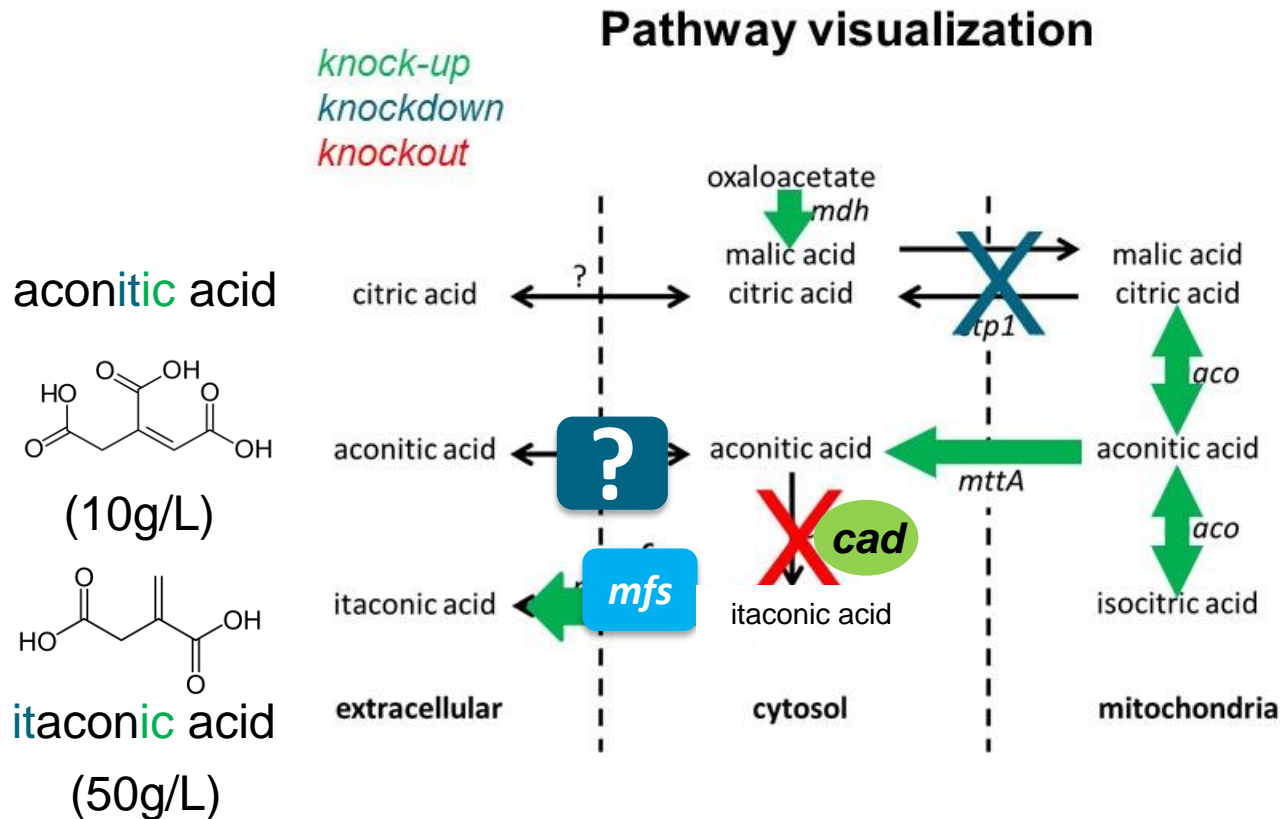 Pathway visualization
knock-up
knockdown
knockout
oxaloacetate
mdh
malic acid
malic acid
?
citric acid
citric acid
citric acid
aconitic acid
O
OH
HO
O
O
OH
(10g/L)
aco
aconitic acid
?
aconitic acid
aconitic acid
mttA
cad
aco
O
HO
OH
O
itaconic acid
mfs
itaconic acid
isocitric acid
itaconic acid
(50g/L)
extracellular
cytosol
mitochondria